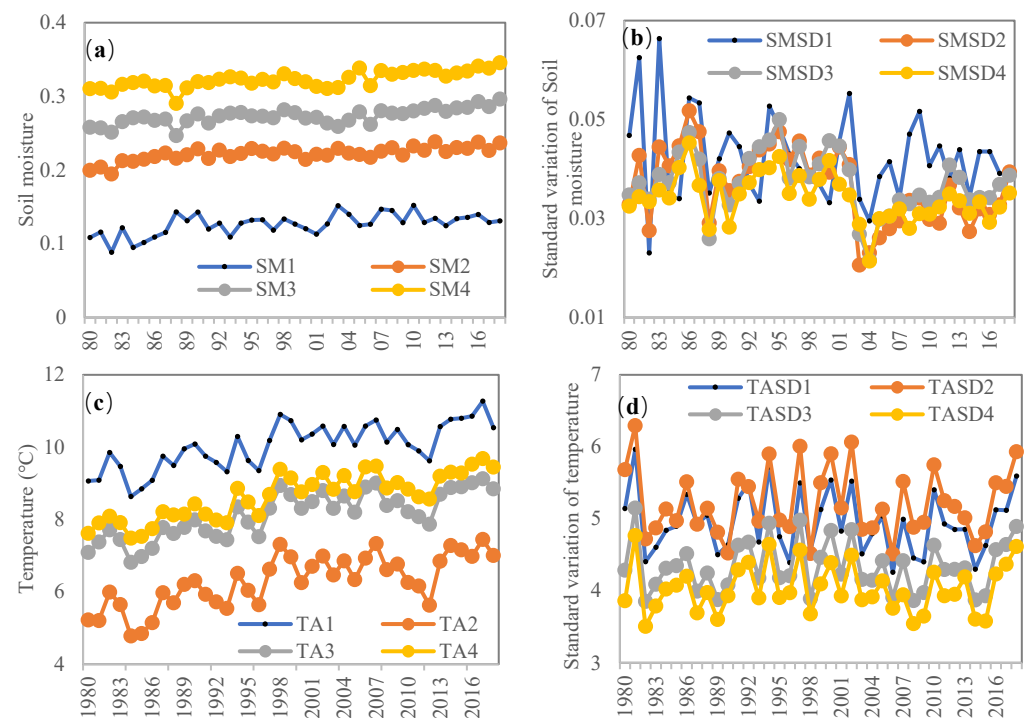 0.4
0.3
0.2
0.1
0
Soil moisture
(a)
SM1 SM2
SM3 SM4
80 83 86 89 92 95 98 01 04 07 10 13 16
0.07
0.05
0.03
0.01
Standard variation of Soil
moisture
(b)
SMSD1 SMSD2
SMSD3 SMSD4
80 83 86 89 92 95 98 01 04 07 10 13 16
12
10
8
6
4
Temperature (°C)
(c)
TA1 TA2
TA3 TA4
1980 1983 1986 1989 1992 1995 1998 2001 2004 2007 2010 2013 2016
7
6
5
4
3
Standard variation of temperature
(d)
TASD1 TASD2
TASD3 TASD4
1980 1983 1986 1989 1992 1995 1998 2001 2004 2007 2010 2013 2016